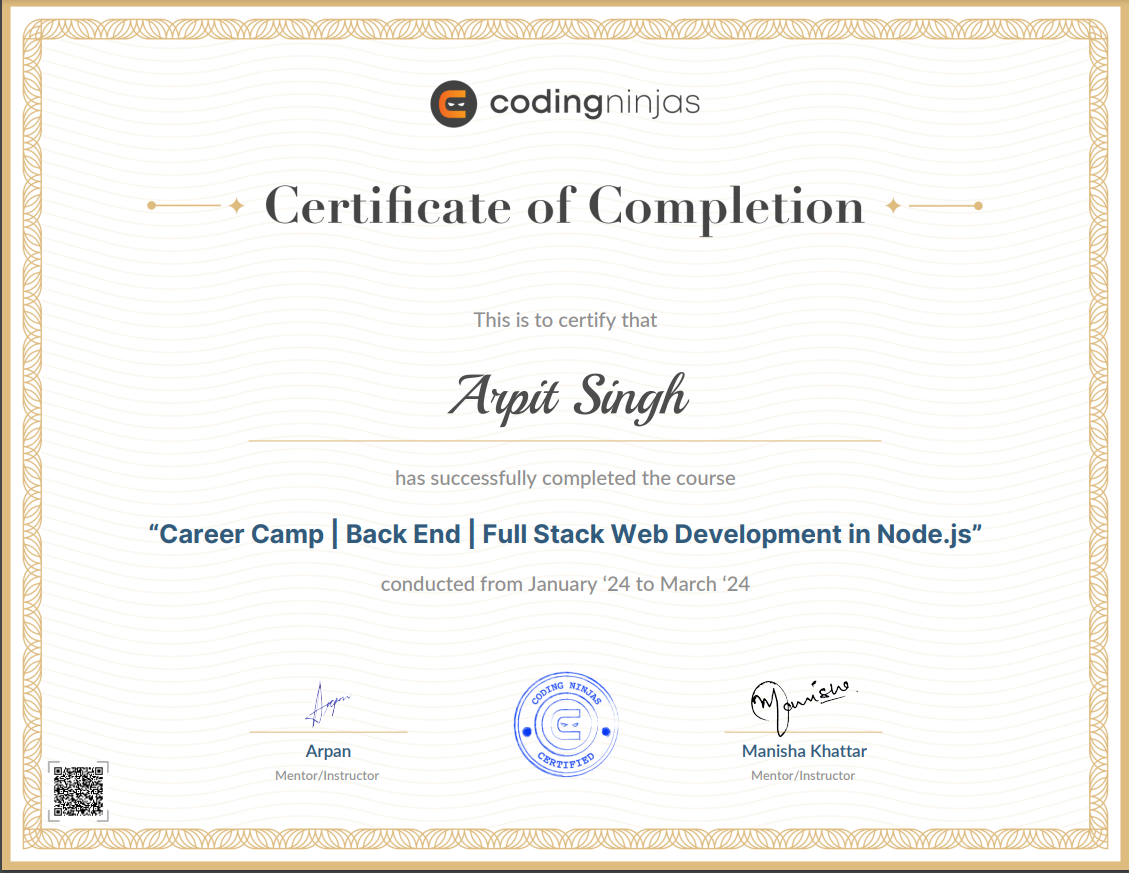 codingninjas
Certificate of Completion
This is to certify that
Arpit Singh
has successfully completed the course
“Career Camp | Back End | Full Stack Web Development in Node.js”
conducted from January ‘24 to March ‘24
Arpan
Manishe
CODING NINJAS
CERTIFIED
Arpan
Mentor/Instructor
Manisha Khattar
Mentor/Instructor